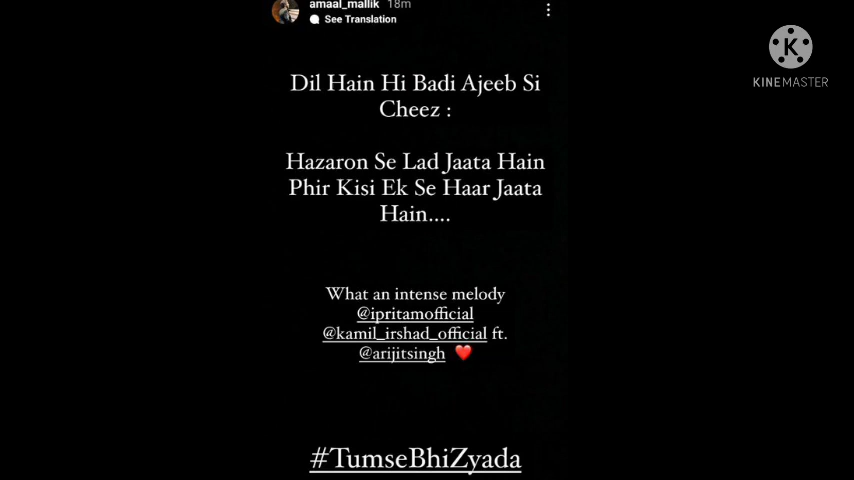 amaal_mallik 18m
See Translation
KINEMASTER
Dil Hain Hi Badi Ajeeb Si
Cheez :
Hazaron Se Lad Jaata Hain
Phir Kisi Ek Se Haar Jaata
Hain....
What an intense melody
@ipritamofficial
@kamil_irshad_official ft.
@arijitsingh ❤️
#TumseBhiZyada